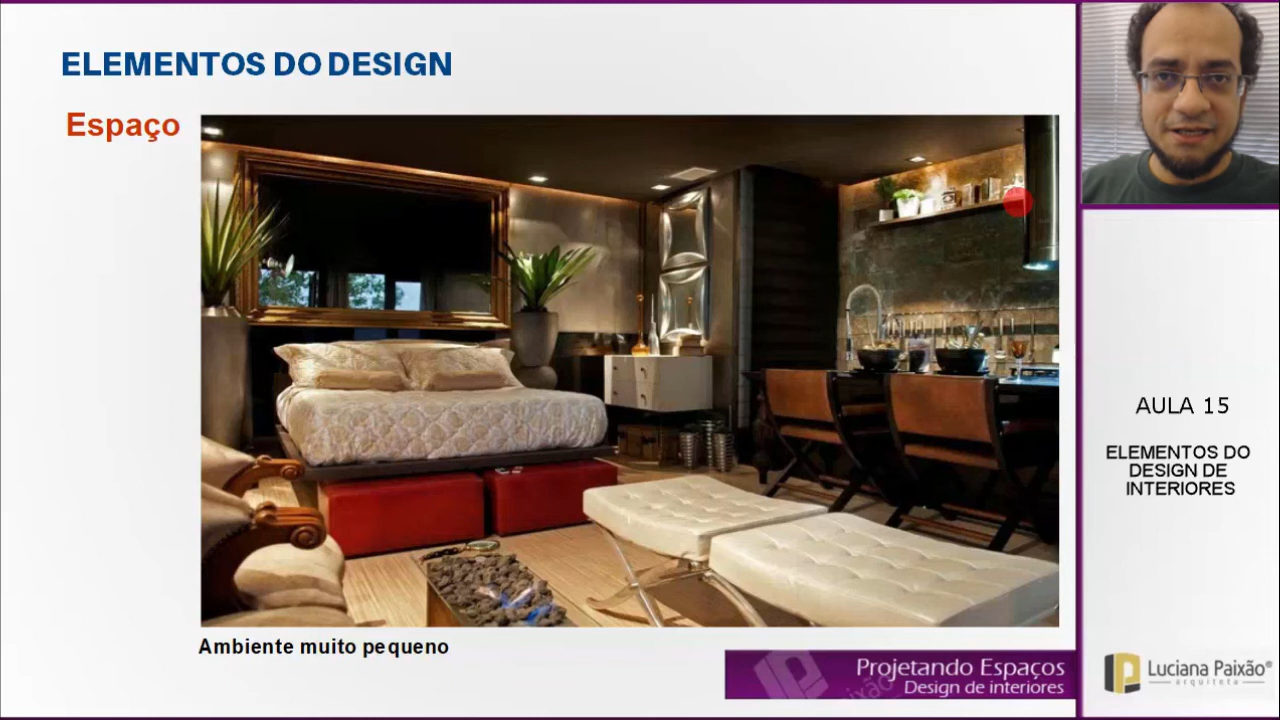 ELEMENTOS DO DESIGN
Espaço
Ambiente muito pequeno
Projetando Espaços
Design de interiores
AULA 15
ELEMENTOS DO
DESIGN DE
INTERIORES
Luciana Paixão®
arquiteta